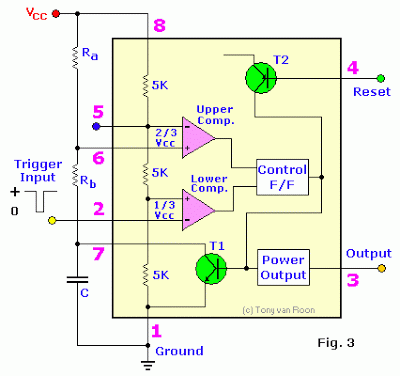 VCC
8
Ra
T2
4
Reset
5K
Upper
Comp.
5
2/3
Vcc
-
+
6
Control
F/F
Trigger
Input
+
0
Rb
5K
Lower
Comp.
2
1/3
Vcc
+
-
7
T1
Power
Output
Output
3
C
5K
(c) Tony van Roon
1
Ground
Fig. 3